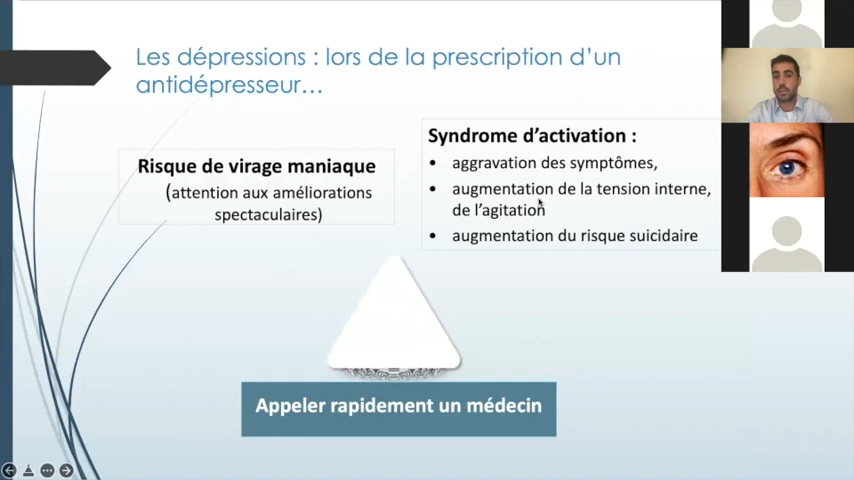 Les dépressions : lors de la prescription d’un
antidépresseur…
Risque de virage maniaque
(attention aux améliorations
spectaculaires)
Syndrome d’activation :
• aggravation des symptômes,
• augmentation de la tension interne,
de l’agitation
• augmentation du risque suicidaire
Appeler rapidement un médecin